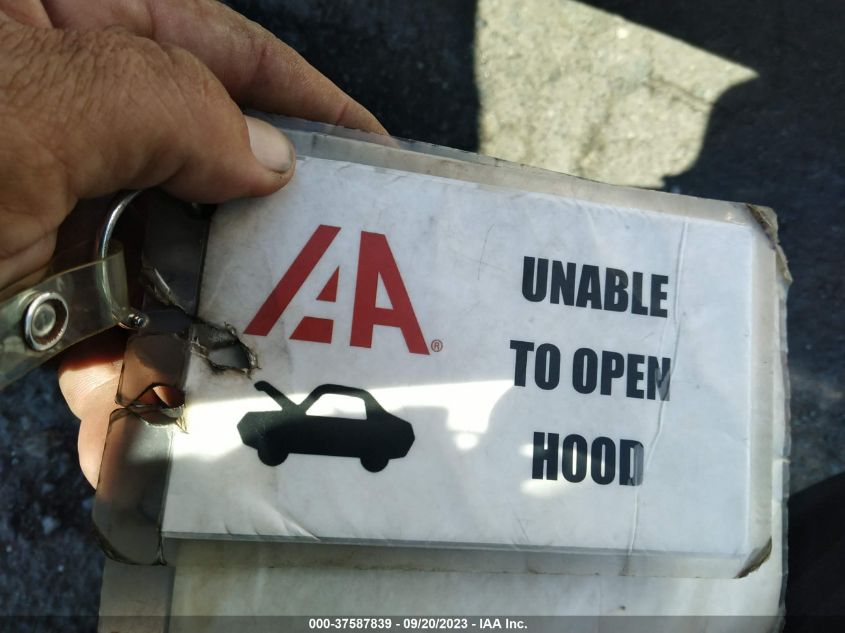 IAA®
UNABLE
TO OPEN
HOOD
000-37587839 - 09/20/2023 - IAA Inc.